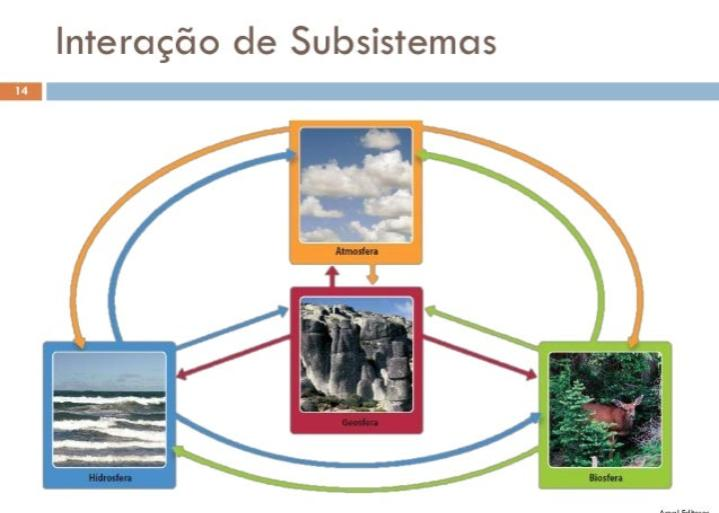 Interação de Subsistemas
14
Atmosfera
Geosfera
Hidrosfera
Biosfera